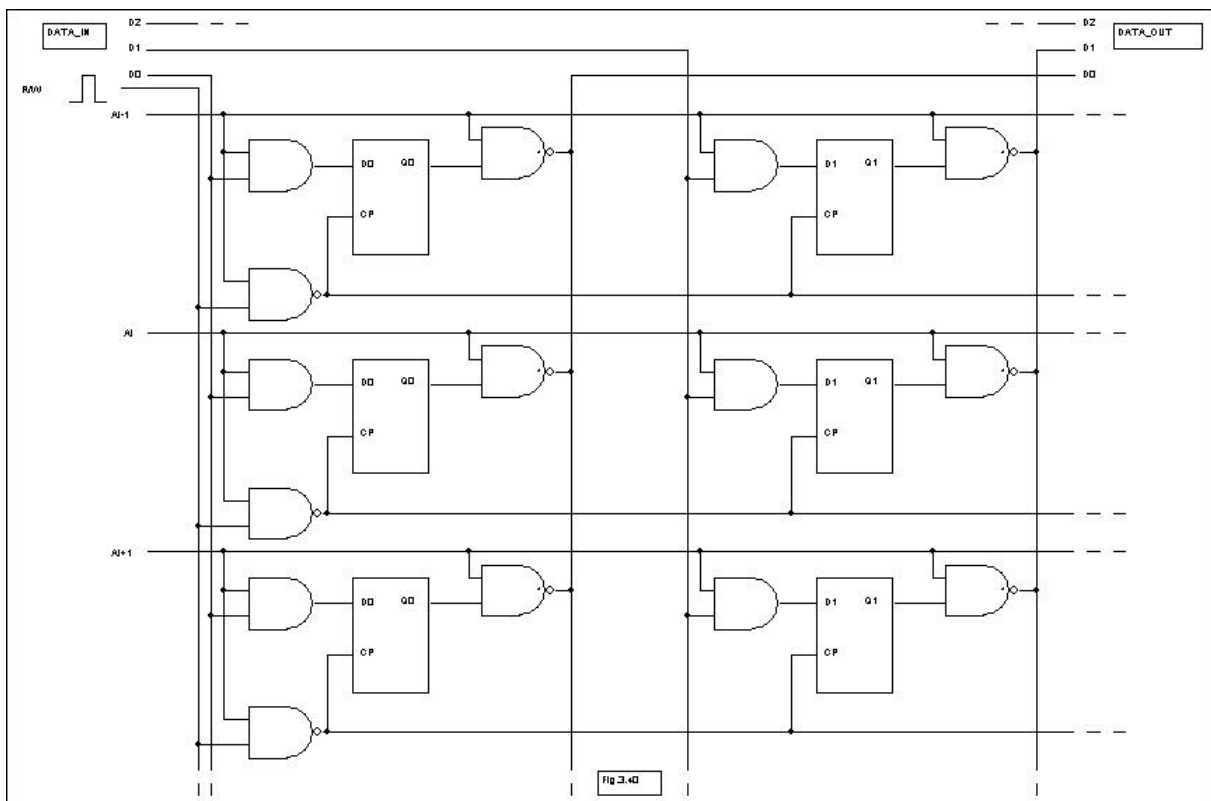 D2 D2
DATA_IN DATA_OUT
D1 D1
D0 D0
R/W
AI-1
D0 Q0 D1 Q1
CP CP
AI
D0 Q0 D1 Q1
CP CP
AI+1
D0 Q0 D1 Q1
CP CP
Fig.3.40